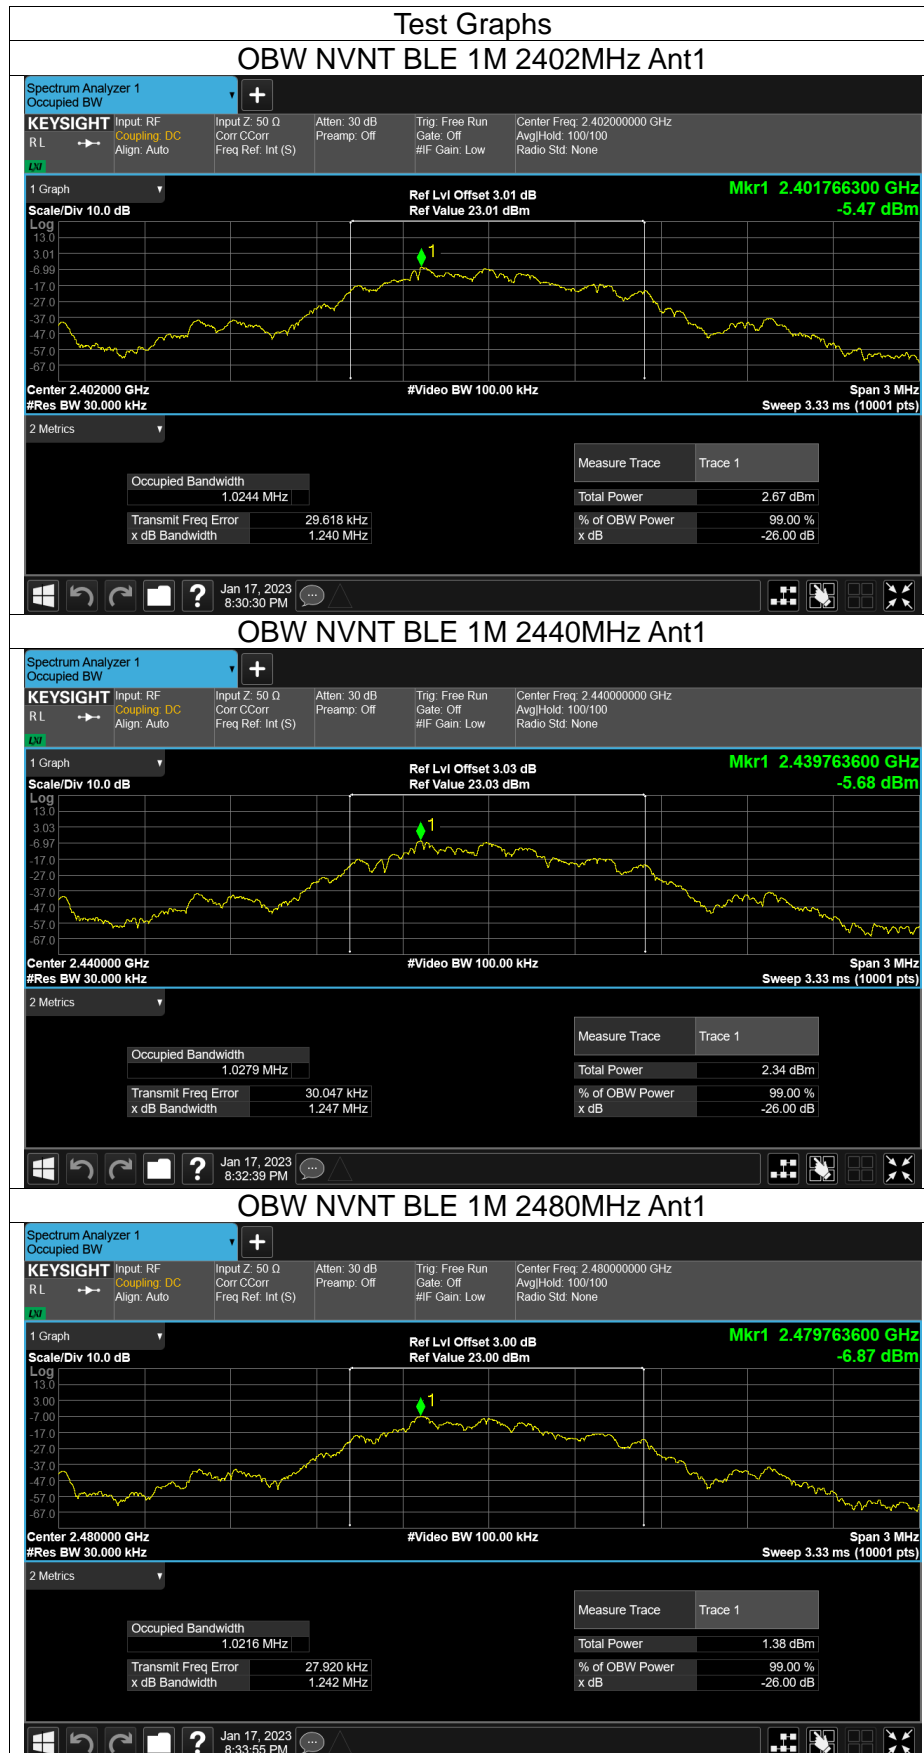 Test Graphs
OBW NVNT BLE 1M 2402MHz Ant1
Spectrum Analyzer 1
Occupied BW
+
KEYSIGHT Input: RF Input Z: 50 Ω Atten: 30 dB Trig: Free Run Center Freq: 2.402000000 GHz
R L Coupling: DC Corr CCorr Preamp: Off Gate: Off Avg|Hold: 100/100
Align: Auto Freq Ref: Int (S) #IF Gain: Low Radio Std: None
LXI
1 Graph Ref Lvl Offset 3.01 dB Mkr1 2.401766300 GHz
Scale/Div 10.0 dB Ref Value 23.01 dBm -5.47 dBm
Log
13.0
3.01 1
-6.99
-17.0
-27.0
-37.0
-47.0
-57.0
-67.0
Center 2.402000 GHz #Video BW 100.00 kHz Span 3 MHz
#Res BW 30.000 kHz Sweep 3.33 ms (10001 pts)
2 Metrics
Measure Trace Trace 1
Occupied Bandwidth
1.0244 MHz Total Power 2.67 dBm
Transmit Freq Error 29.618 kHz % of OBW Power 99.00 %
x dB Bandwidth 1.240 MHz x dB -26.00 dB
? Jan 17, 2023
8:30:30 PM
OBW NVNT BLE 1M 2440MHz Ant1
Spectrum Analyzer 1
Occupied BW
+
KEYSIGHT Input: RF Input Z: 50 Ω Atten: 30 dB Trig: Free Run Center Freq: 2.440000000 GHz
R L Coupling: DC Corr CCorr Preamp: Off Gate: Off Avg|Hold: 100/100
Align: Auto Freq Ref: Int (S) #IF Gain: Low Radio Std: None
LXI
1 Graph Ref Lvl Offset 3.03 dB Mkr1 2.439763600 GHz
Scale/Div 10.0 dB Ref Value 23.03 dBm -5.68 dBm
Log
13.0
3.03 1
-6.97
-17.0
-27.0
-37.0
-47.0
-57.0
-67.0
Center 2.440000 GHz #Video BW 100.00 kHz Span 3 MHz
#Res BW 30.000 kHz Sweep 3.33 ms (10001 pts)
2 Metrics
Measure Trace Trace 1
Occupied Bandwidth
1.0279 MHz Total Power 2.34 dBm
Transmit Freq Error 30.047 kHz % of OBW Power 99.00 %
x dB Bandwidth 1.247 MHz x dB -26.00 dB
? Jan 17, 2023
8:32:39 PM
OBW NVNT BLE 1M 2480MHz Ant1
Spectrum Analyzer 1
Occupied BW
+
KEYSIGHT Input: RF Input Z: 50 Ω Atten: 30 dB Trig: Free Run Center Freq: 2.480000000 GHz
R L Coupling: DC Corr CCorr Preamp: Off Gate: Off Avg|Hold: 100/100
Align: Auto Freq Ref: Int (S) #IF Gain: Low Radio Std: None
LXI
1 Graph Ref Lvl Offset 3.00 dB Mkr1 2.479763600 GHz
Scale/Div 10.0 dB Ref Value 23.00 dBm -6.87 dBm
Log
13.0
3.00 1
-7.00
-17.0
-27.0
-37.0
-47.0
-57.0
-67.0
Center 2.480000 GHz #Video BW 100.00 kHz Span 3 MHz
#Res BW 30.000 kHz Sweep 3.33 ms (10001 pts)
2 Metrics
Measure Trace Trace 1
Occupied Bandwidth
1.0216 MHz Total Power 1.38 dBm
Transmit Freq Error 27.920 kHz % of OBW Power 99.00 %
x dB Bandwidth 1.242 MHz x dB -26.00 dB
? Jan 17, 2023
8:33:55 PM